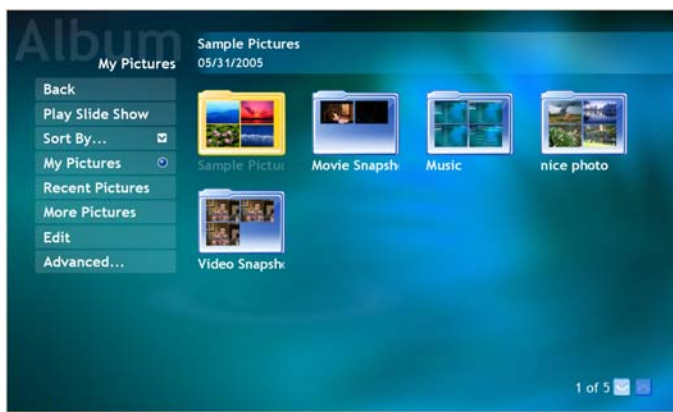 Album
My Pictures
Sample Pictures
05/31/2005
Back
Play Slide Show
Sort By...
My Pictures
Recent Pictures
More Pictures
Edit
Advanced...
Sample Pictur
Movie Snapsh
Music
nice photo
Video Snapsh
1 of 5